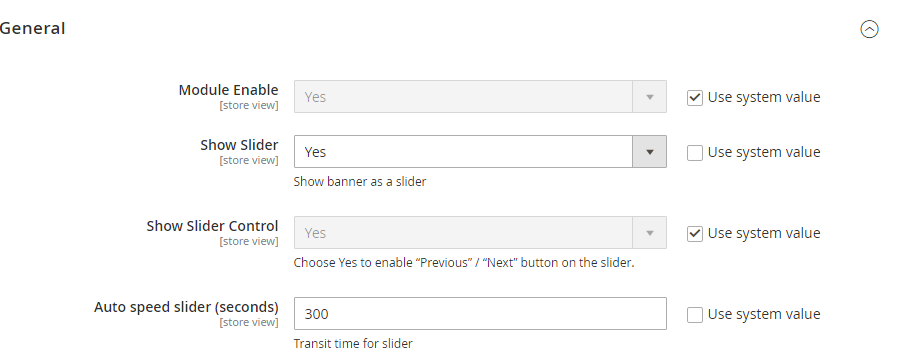 General
Module Enable Yes Use system value
[store view]
Show Slider Yes Use system value
[store view]
Show banner as a slider
Show Slider Control Yes Use system value
[store view]
Choose Yes to enable “Previous” / “Next” button on the slider.
Auto speed slider (seconds) 300 Use system value
[store view]
Transit time for slider